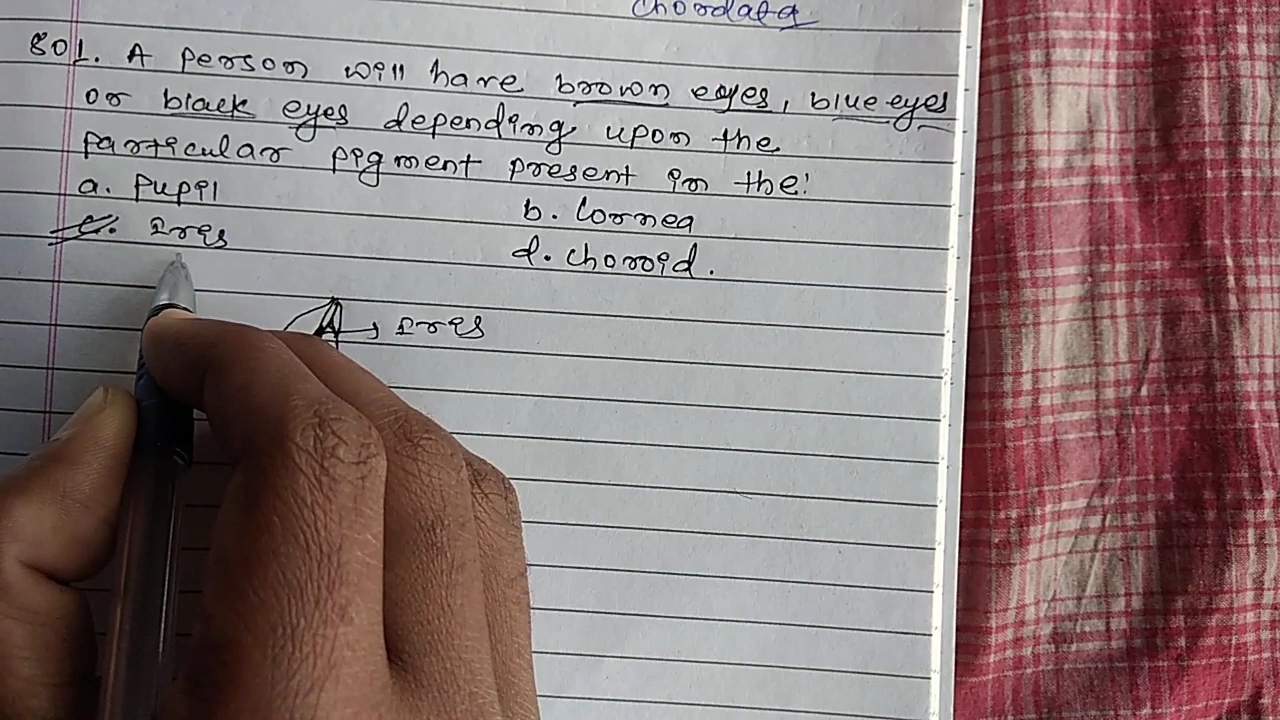 Chordata
801. A person will have brown eyes, blue eyes
or black eyes depending upon the
particular pigment present in the:
a. Pupil
b. Cornea
c. Iris
d. Choroid.
Iris